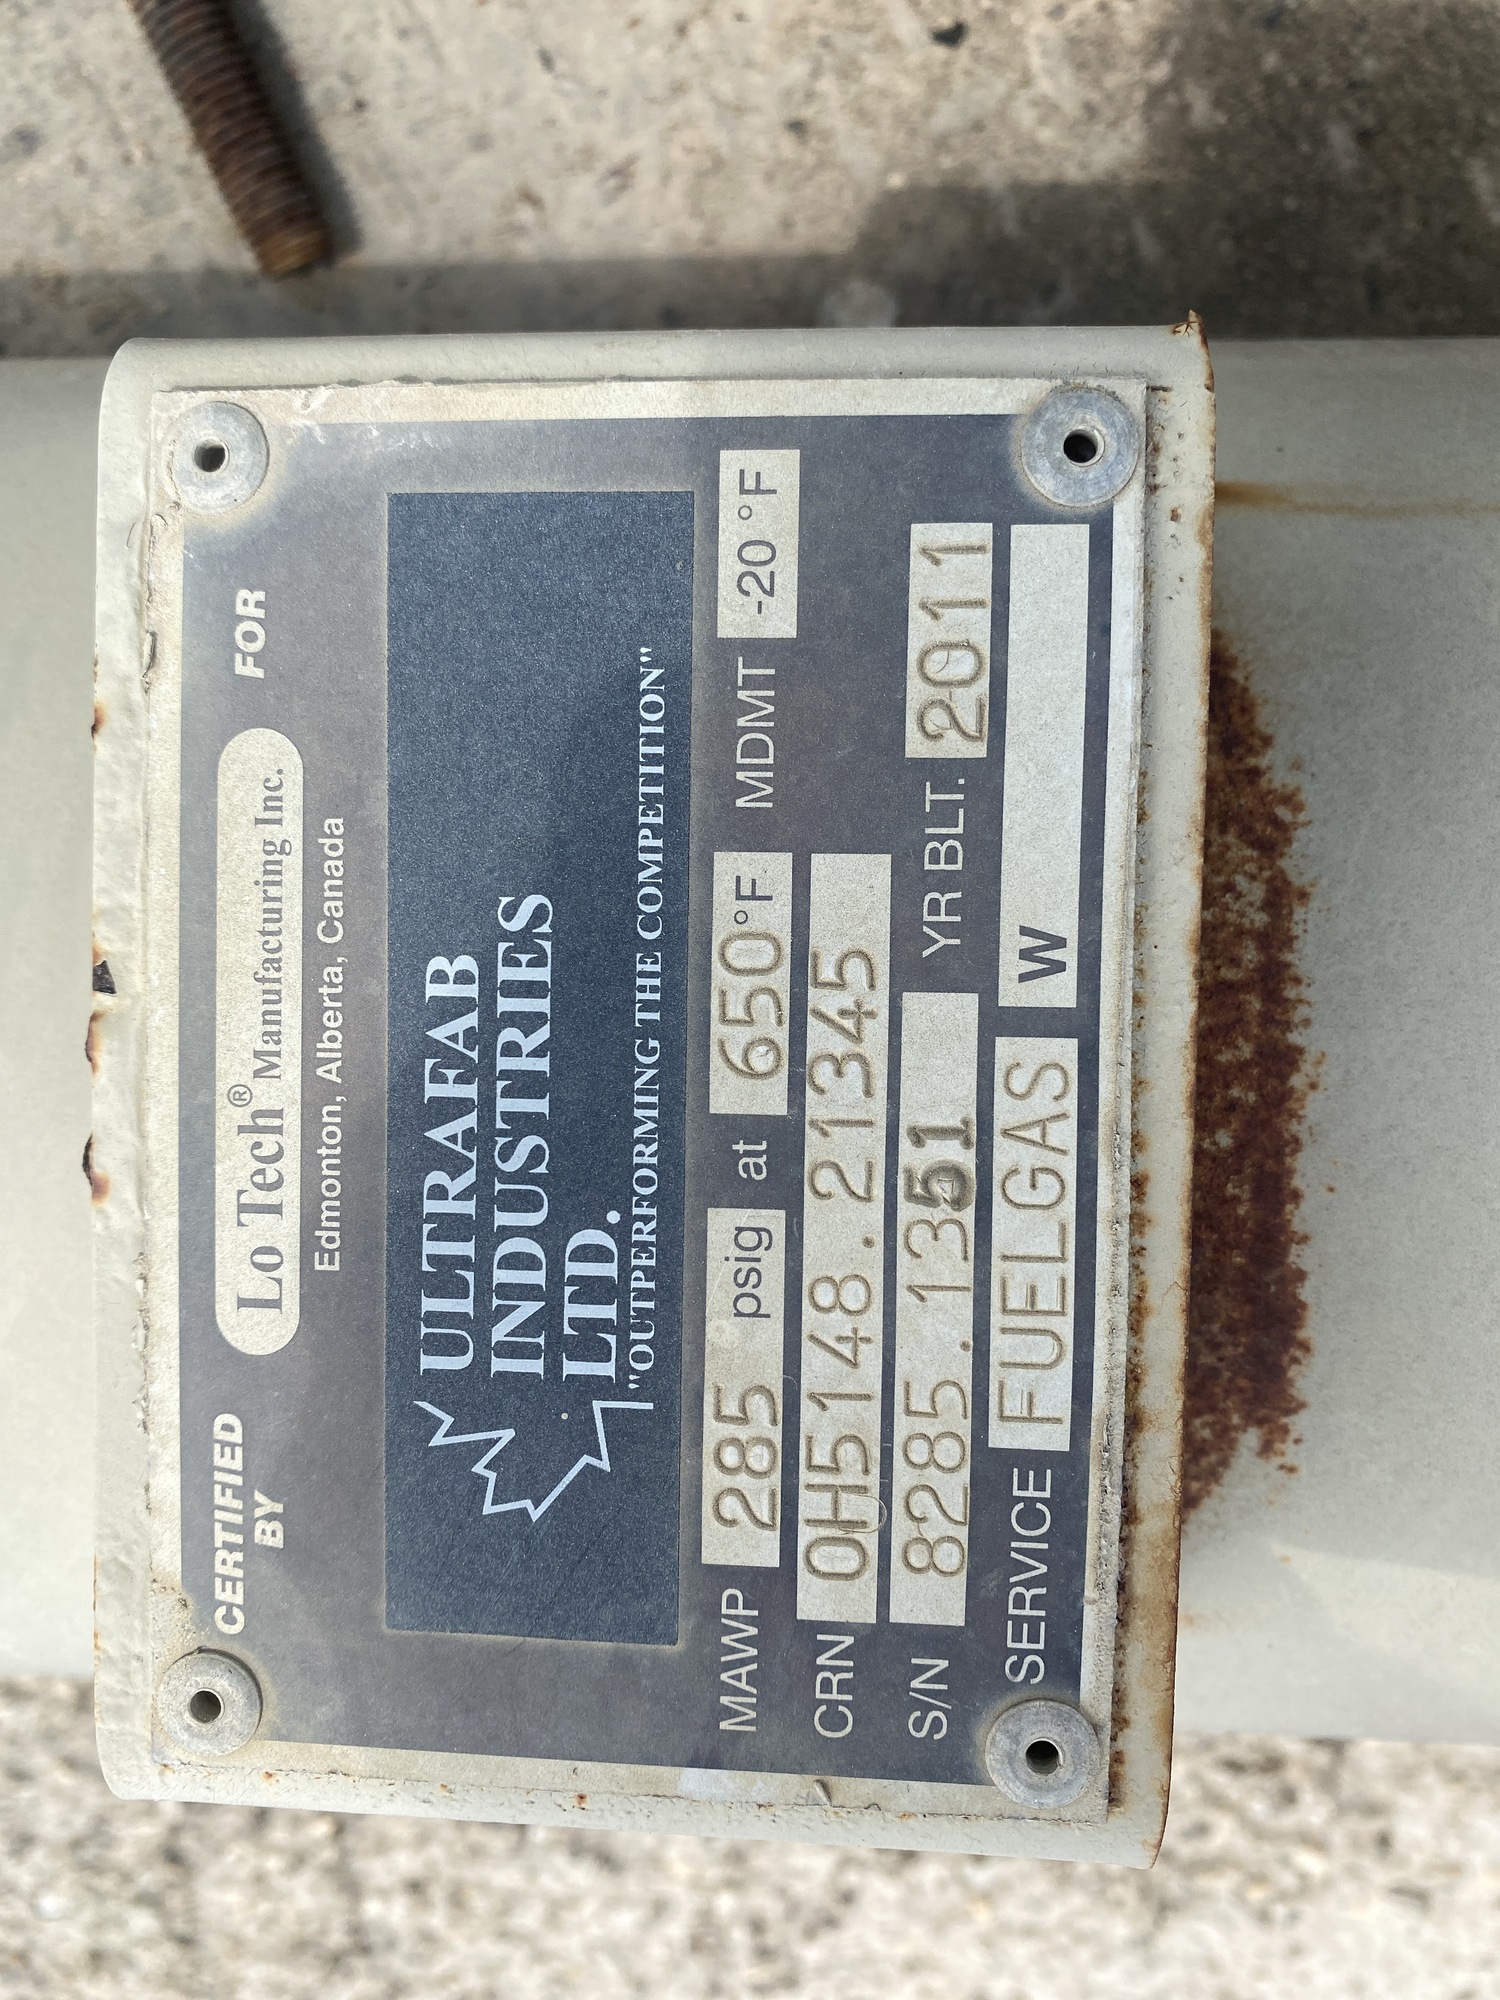 CERTIFIED BY Lo Tech® Manufacturing Inc. FOR
Edmonton, Alberta, Canada
ULTRAFAB
INDUSTRIES
LTD.
"OUTPERFORMING THE COMPETITION"
MAWP 285 psig at 650°F MDMT -20°F
CRN 0H5148.21345
S/N 8285.1351 YR BLT. 2011
SERVICE FUELGAS W